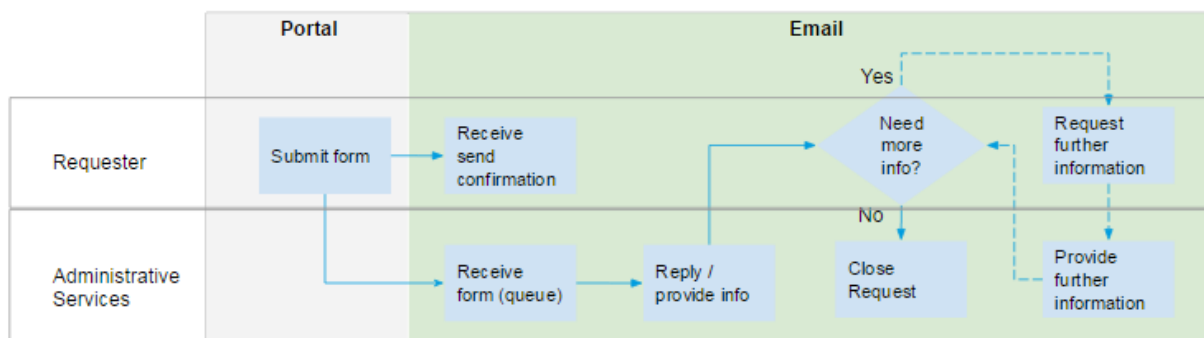 Portal
Email
Yes
Requester
Submit form
Receive
send
confirmation
Need
more
info?
Request
further
information
No
Administrative
Services
Receive
form (queue)
Reply /
provide info
Close
Request
Provide
further
information